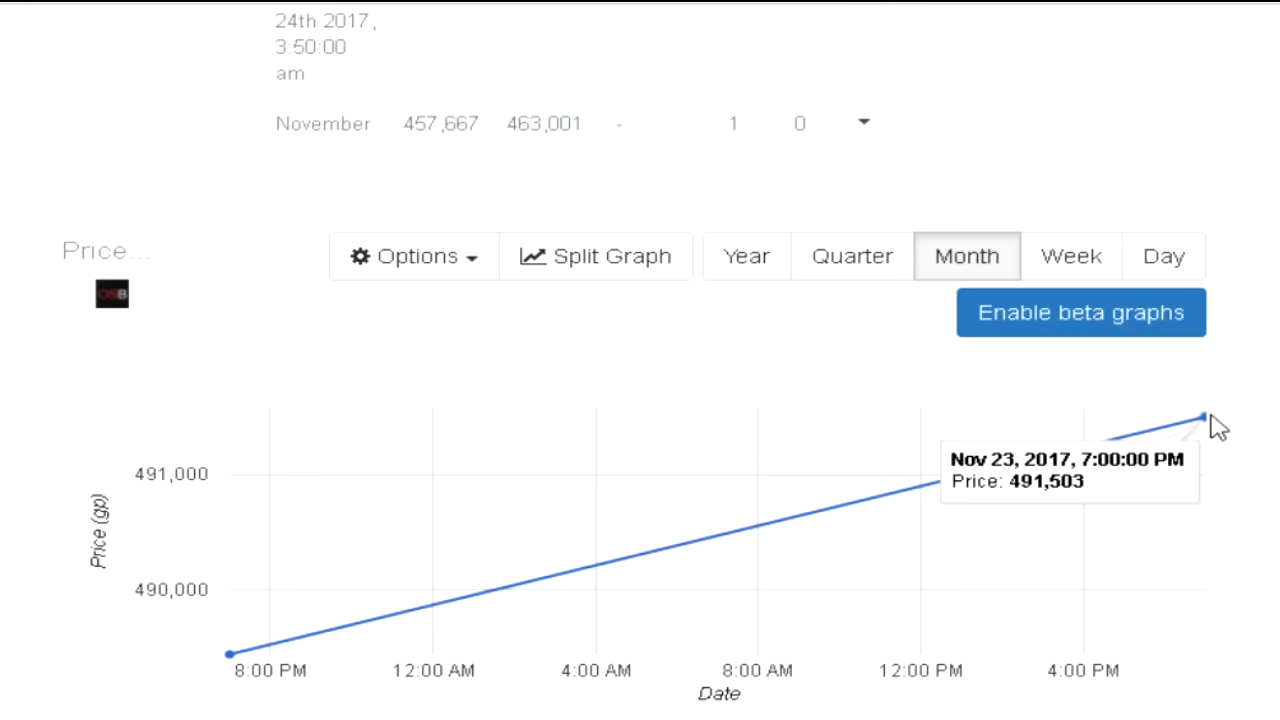 24th 2017,
3:50:00
am
November 457,667 463,001 - 1 0
Price...
Options Split Graph Year Quarter Month Week Day
OSB
Enable beta graphs
491,000
490,000
Price (gp)
Nov 23, 2017, 7:00:00 PM
Price: 491,503
8:00 PM 12:00 AM 4:00 AM 8:00 AM 12:00 PM 4:00 PM
Date